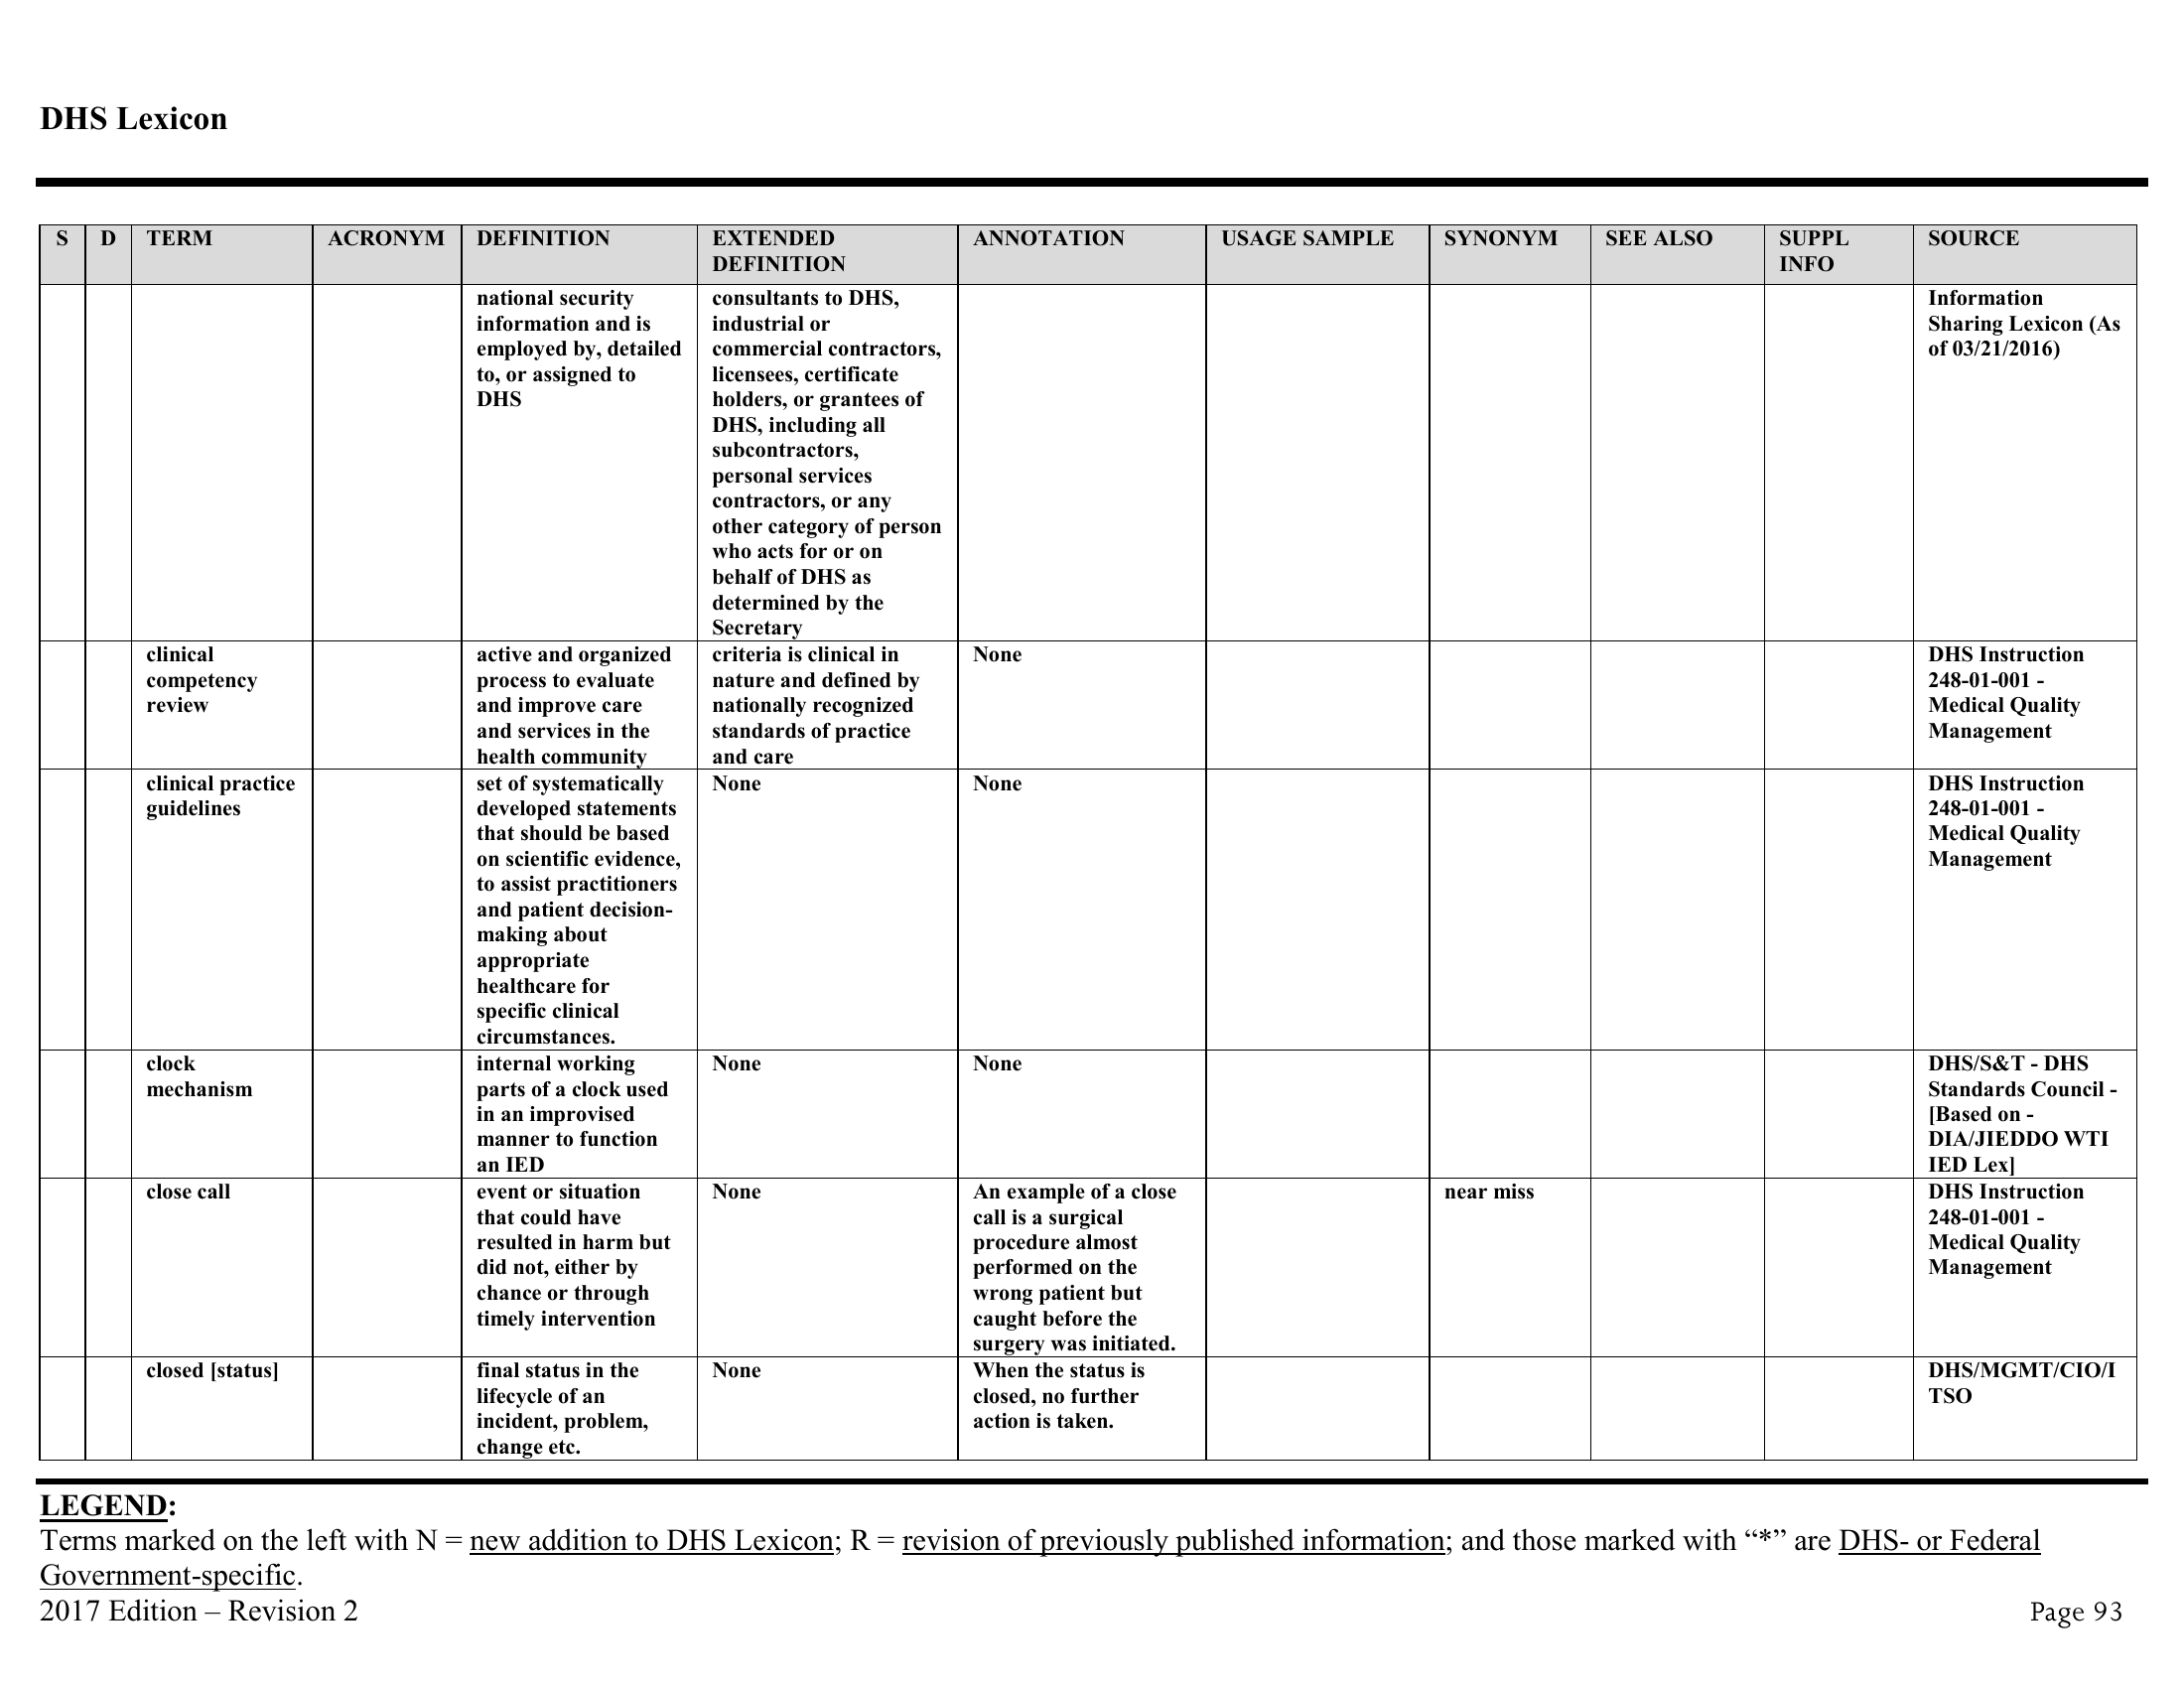 DHS Lexicon
S D TERM ACRONYM DEFINITION EXTENDED DEFINITION ANNOTATION USAGE SAMPLE SYNONYM SEE ALSO SUPPL INFO SOURCE
national security
information and is
employed by, detailed
to, or assigned to
DHS
consultants to DHS,
industrial or
commercial contractors,
licensees, certificate
holders, or grantees of
DHS, including all
subcontractors,
personal services
contractors, or any
other category of person
who acts for or on
behalf of DHS as
determined by the
Secretary
Information
Sharing Lexicon (As
of 03/21/2016)
clinical
competency
review
active and organized
process to evaluate
and improve care
and services in the
health community
criteria is clinical in
nature and defined by
nationally recognized
standards of practice
and care
None
DHS Instruction
248-01-001 -
Medical Quality
Management
clinical practice
guidelines
set of systematically
developed statements
that should be based
on scientific evidence,
to assist practitioners
and patient decision-
making about
appropriate
healthcare for
specific clinical
circumstances.
None
None
DHS Instruction
248-01-001 -
Medical Quality
Management
clock
mechanism
internal working
parts of a clock used
in an improvised
manner to function
an IED
None
None
DHS/S&T - DHS
Standards Council -
[Based on -
DIA/JIEDDO WTI
IED Lex]
close call
event or situation
that could have
resulted in harm but
did not, either by
chance or through
timely intervention
None
An example of a close
call is a surgical
procedure almost
performed on the
wrong patient but
caught before the
surgery was initiated.
near miss
DHS Instruction
248-01-001 -
Medical Quality
Management
closed [status]
final status in the
lifecycle of an
incident, problem,
change etc.
None
When the status is
closed, no further
action is taken.
DHS/MGMT/CIO/I
TSO
LEGEND:
Terms marked on the left with N = new addition to DHS Lexicon; R = revision of previously published information; and those marked with “*” are DHS- or Federal
Government-specific.
2017 Edition – Revision 2
Page 93